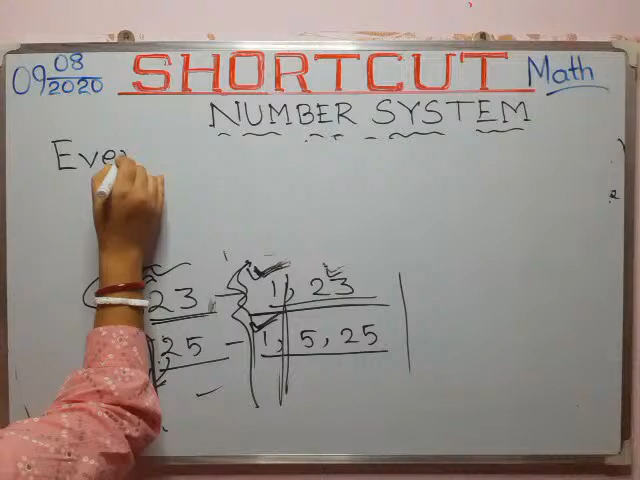 09 08/2020 SHORTCUT Math
NUMBER SYSTEM
Eve
23 - 1, 23
25 - 1, 5, 25